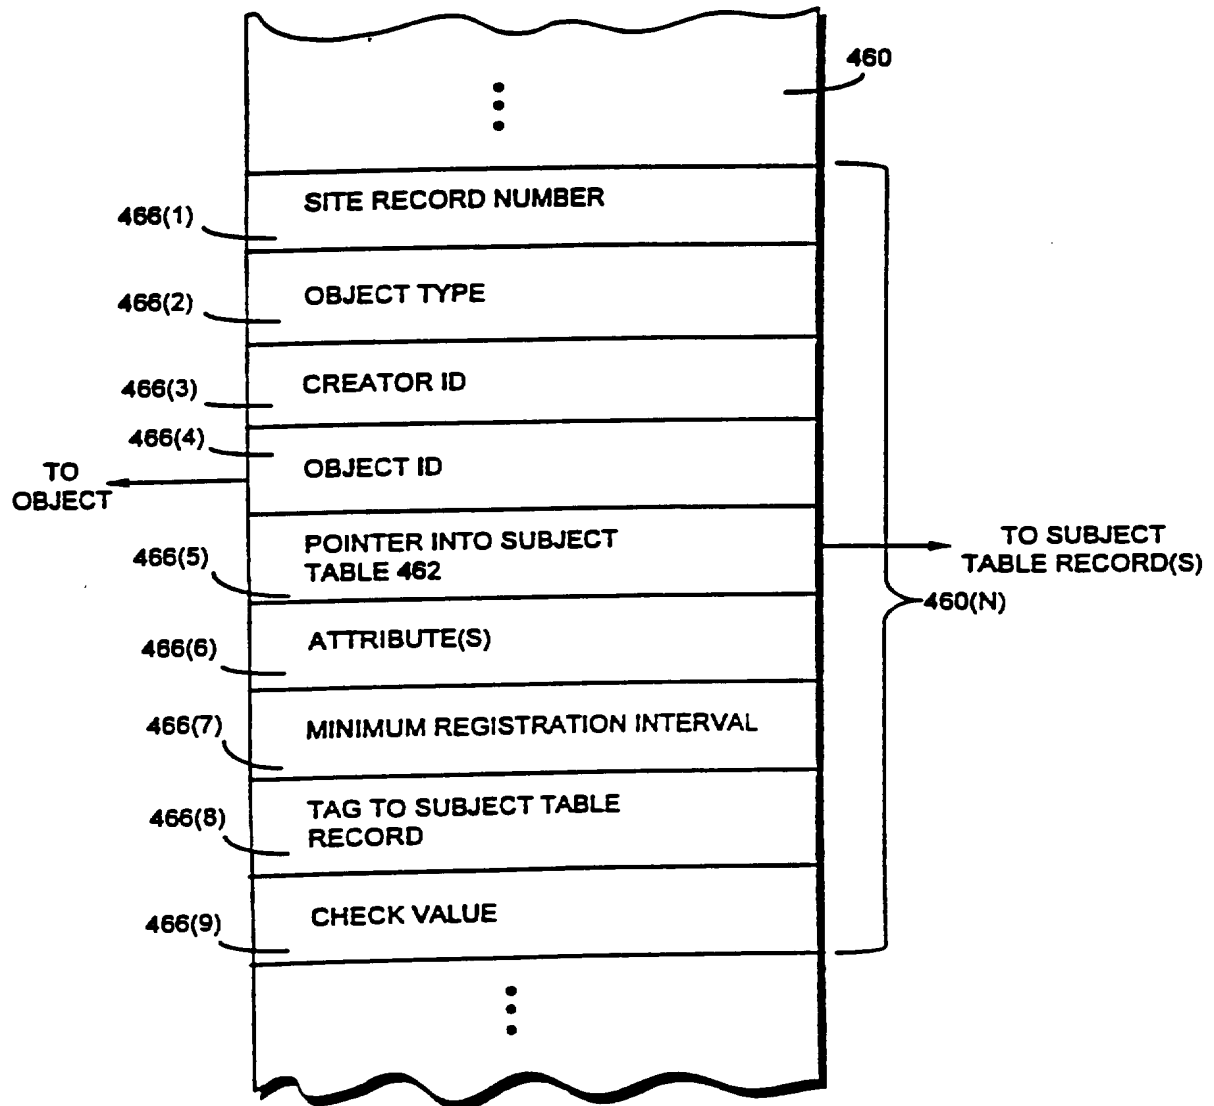 460
SITE RECORD NUMBER
466(1)
OBJECT TYPE
466(2)
CREATOR ID
466(3)
466(4)
OBJECT ID
TO
OBJECT
POINTER INTO SUBJECT
TABLE 462
466(5)
TO SUBJECT
TABLE RECORD(S)
460(N)
ATTRIBUTE(S)
466(6)
MINIMUM REGISTRATION INTERVAL
466(7)
TAG TO SUBJECT TABLE
RECORD
466(8)
CHECK VALUE
466(9)